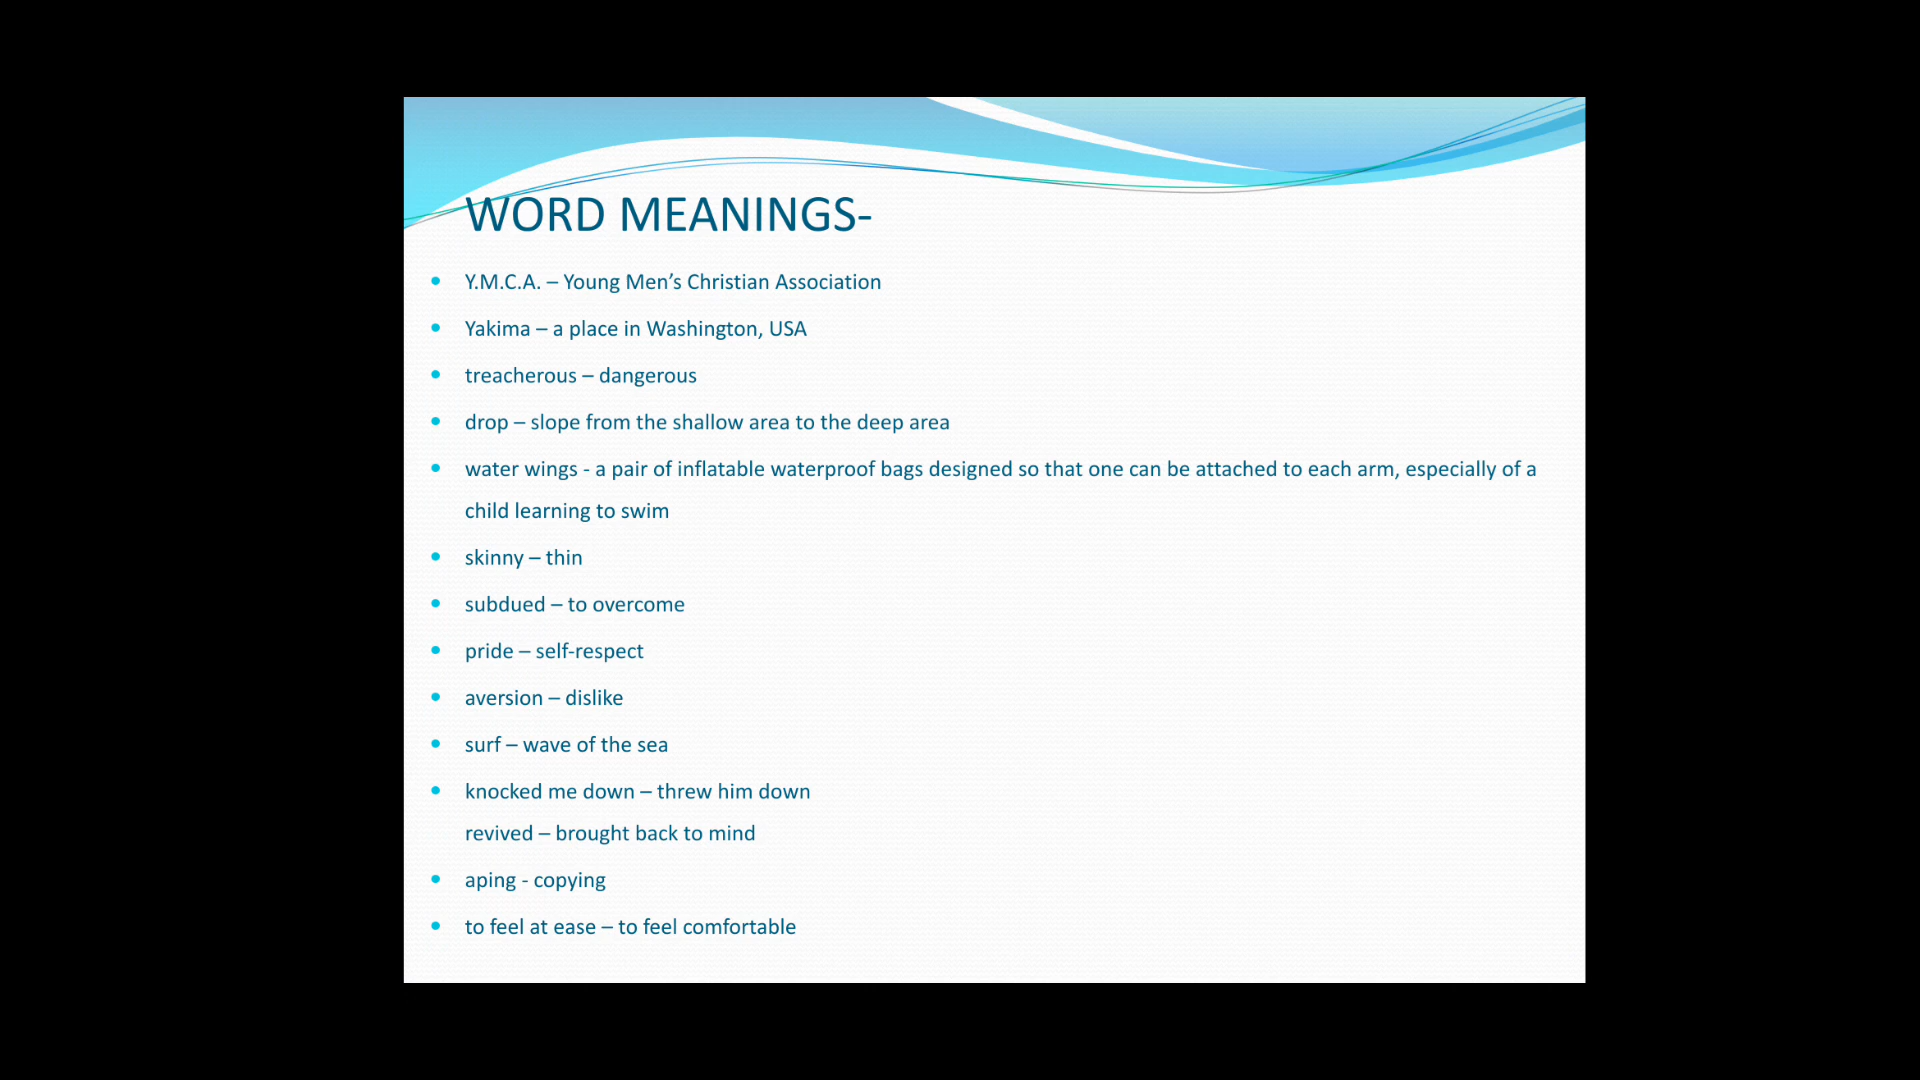 WORD MEANINGS-
• Y.M.C.A. – Young Men’s Christian Association
• Yakima – a place in Washington, USA
• treacherous – dangerous
• drop – slope from the shallow area to the deep area
• water wings - a pair of inflatable waterproof bags designed so that one can be attached to each arm, especially of a
child learning to swim
• skinny – thin
• subdued – to overcome
• pride – self-respect
• aversion – dislike
• surf – wave of the sea
• knocked me down – threw him down
revived – brought back to mind
• aping - copying
• to feel at ease – to feel comfortable